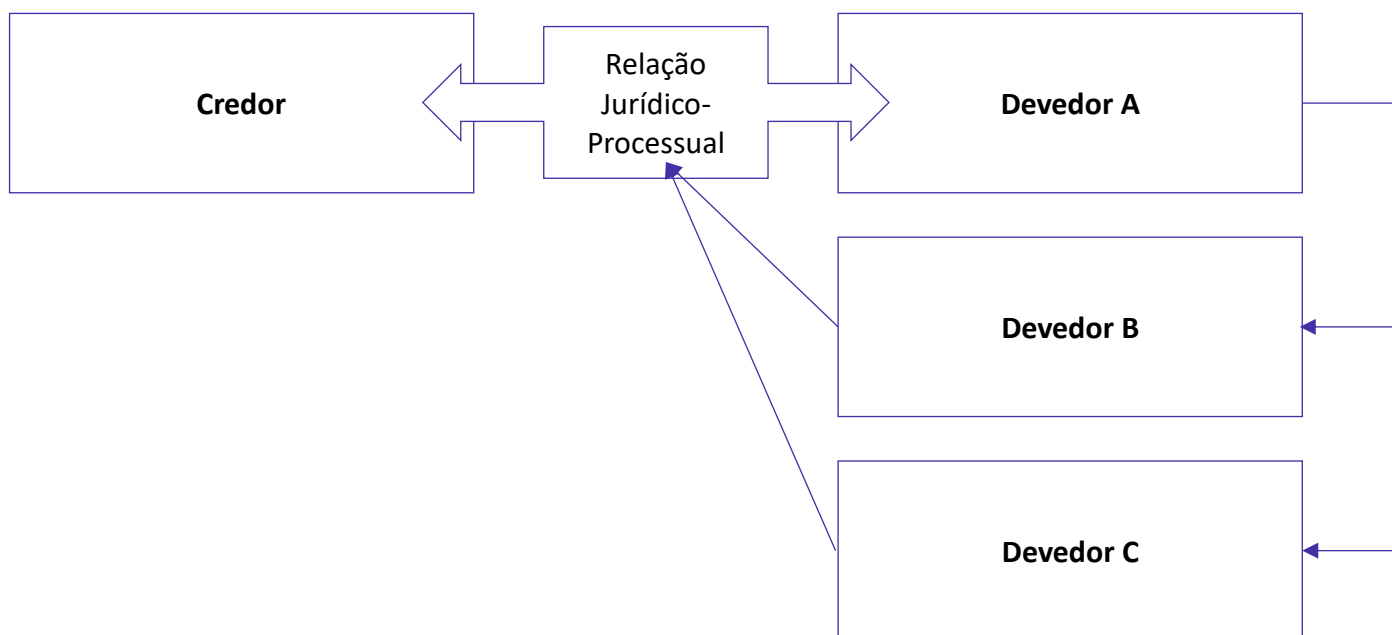 Credor
Relação
Jurídico-
Processual
Devedor A
Devedor B
Devedor C